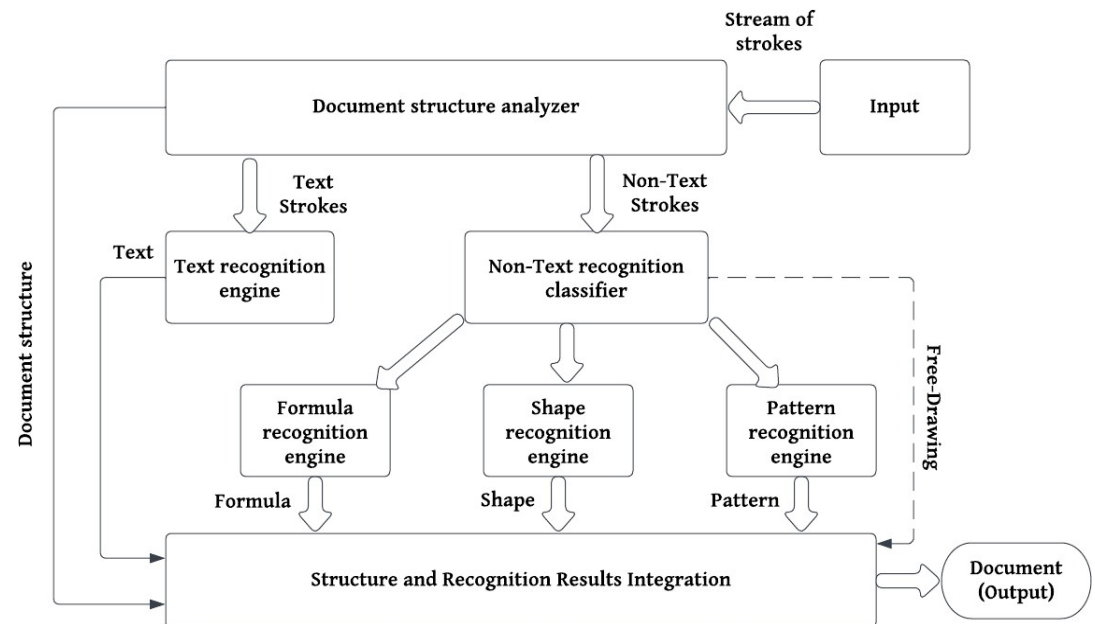 Stream of
strokes
Document structure analyzer
Input
Text
Strokes
Non-Text
Strokes
Text
Text recognition
engine
Non-Text recognition
classifier
Document structure
Free-Drawing
Formula
recognition
engine
Shape
recognition
engine
Pattern
recognition
engine
Formula
Shape
Pattern
Structure and Recognition Results Integration
Document
(Output)